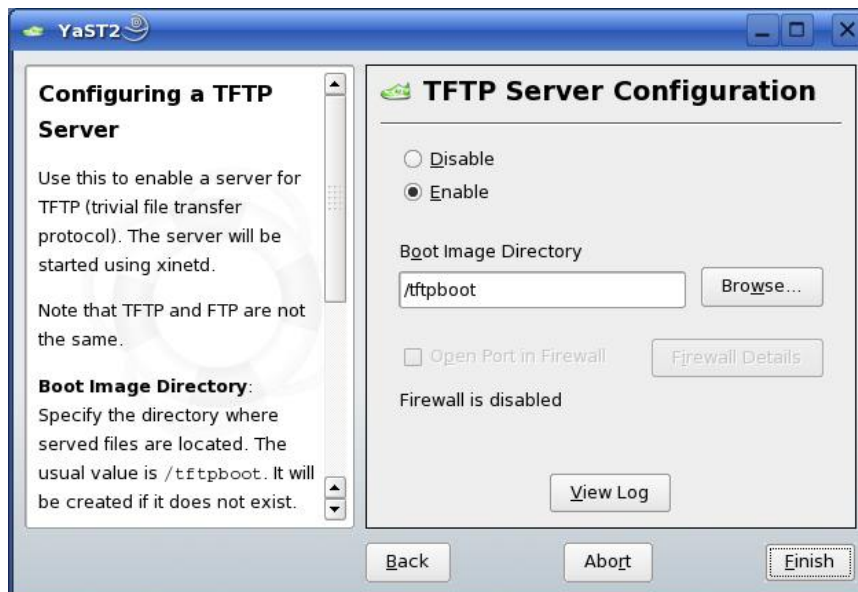 YaST2
Configuring a TFTP
Server
Use this to enable a server for
TFTP (trivial file transfer
protocol). The server will be
started using xinetd.
Note that TFTP and FTP are not
the same.
Boot Image Directory:
Specify the directory where
served files are located. The
usual value is /tftpboot. It will
be created if it does not exist.
TFTP Server Configuration
Disable
Enable
Boot Image Directory
/tftpboot
Browse...
Open Port in Firewall
Firewall Details
Firewall is disabled
View Log
Back
Abort
Finish